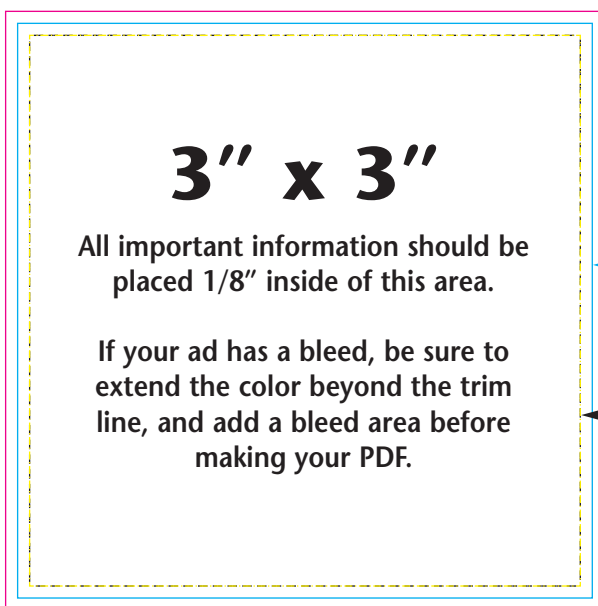 3” x 3”
All important information should be
placed 1/8” inside of this area.
If your ad has a bleed, be sure to
extend the color beyond the trim
line, and add a bleed area before
making your PDF.